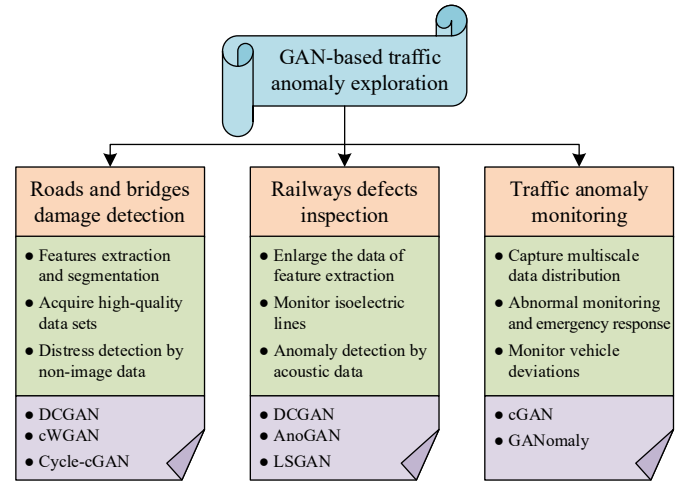 GAN-based traffic
anomaly exploration
Roads and bridges
damage detection
● Features extraction
and segmentation
● Acquire high-quality
data sets
● Distress detection by
non-image data
● DCGAN
● cWGAN
● Cycle-cGAN
Railways defects
inspection
● Enlarge the data of
feature extraction
● Monitor isoelectric
lines
● Anomaly detection by
acoustic data
● DCGAN
● AnoGAN
● LSGAN
Traffic anomaly
monitoring
● Capture multiscale
data distribution
● Abnormal monitoring
and emergency response
● Monitor vehicle
deviations
● cGAN
● GANomaly